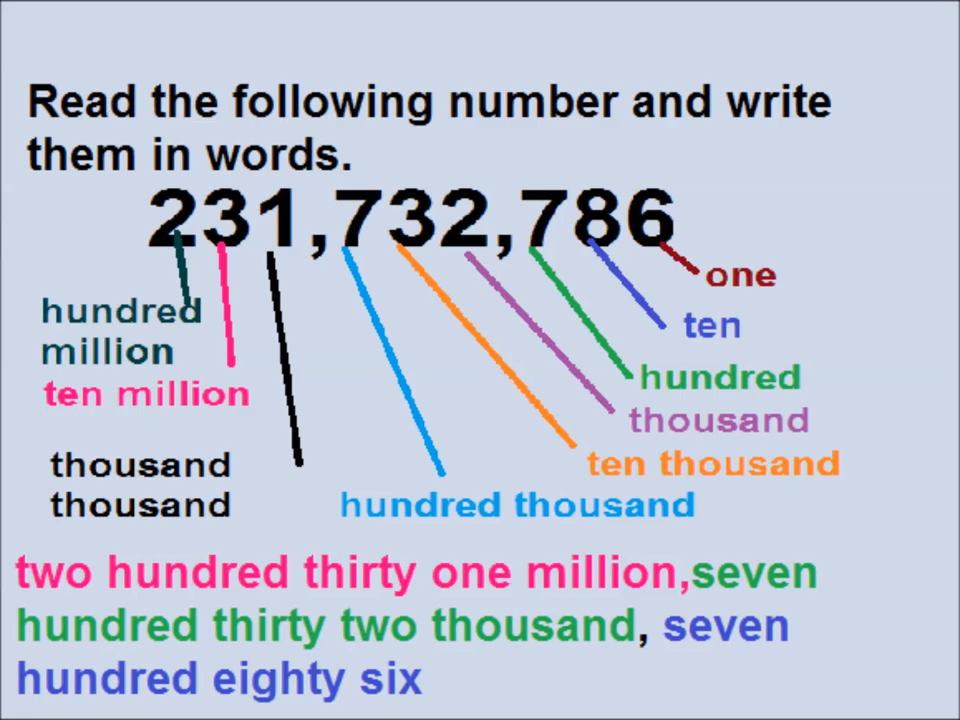 Read the following number and write
them in words.
231,732,786
one
hundred
million
ten
ten million
hundred
thousand
thousand
thousand
ten thousand
hundred thousand
two hundred thirty one million,seven
hundred thirty two thousand, seven
hundred eighty six